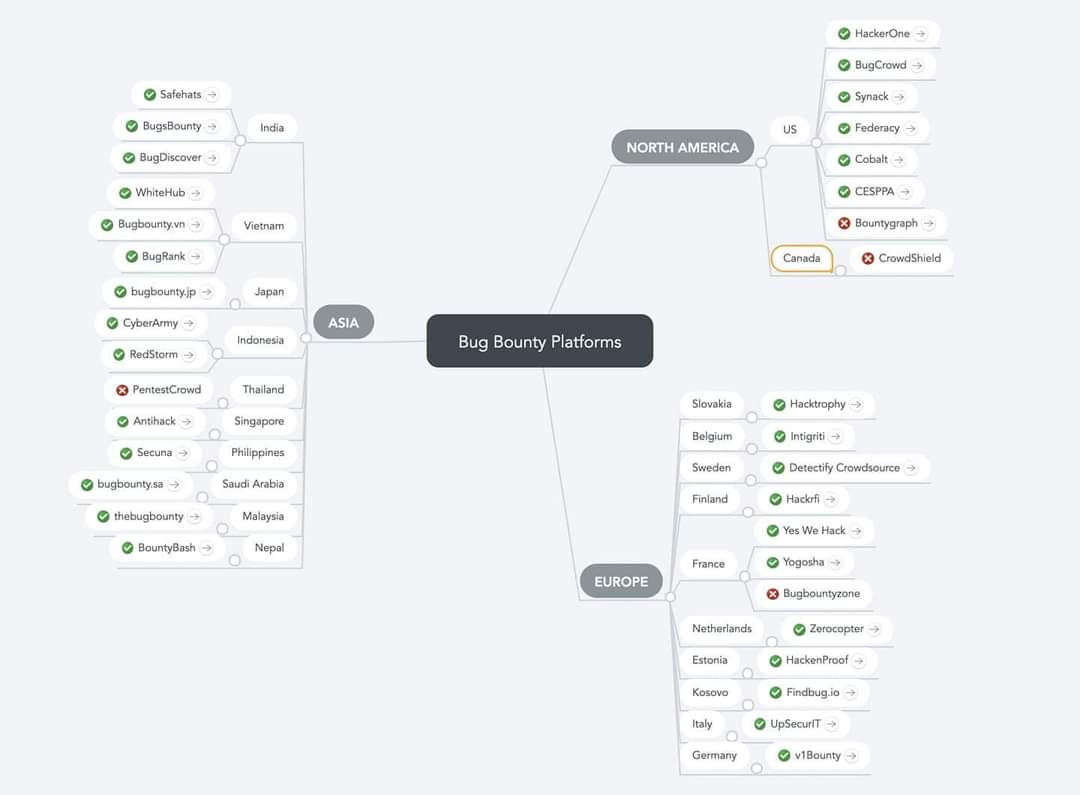 Bug Bounty Platforms
NORTH AMERICA
US
HackerOne
BugCrowd
Synack
Federacy
Cobalt
CESPPA
Bountygraph
Canada
CrowdShield
ASIA
India
Safehats
BugsBounty
BugDiscover
Vietnam
WhiteHub
Bugbounty.vn
BugRank
Japan
bugbounty.jp
Indonesia
CyberArmy
RedStorm
Thailand
PentestCrowd
Singapore
Antihack
Philippines
Secuna
Saudi Arabia
bugbounty.sa
Malaysia
thebugbounty
Nepal
BountyBash
EUROPE
Slovakia
Hacktrophy
Belgium
Intigriti
Sweden
Detectify Crowdsource
Finland
Hackrfi
France
Yes We Hack
Yogosha
Bugbountyzone
Netherlands
Zerocopter
Estonia
HackenProof
Kosovo
Findbug.io
Italy
UpSecurIT
Germany
v1Bounty